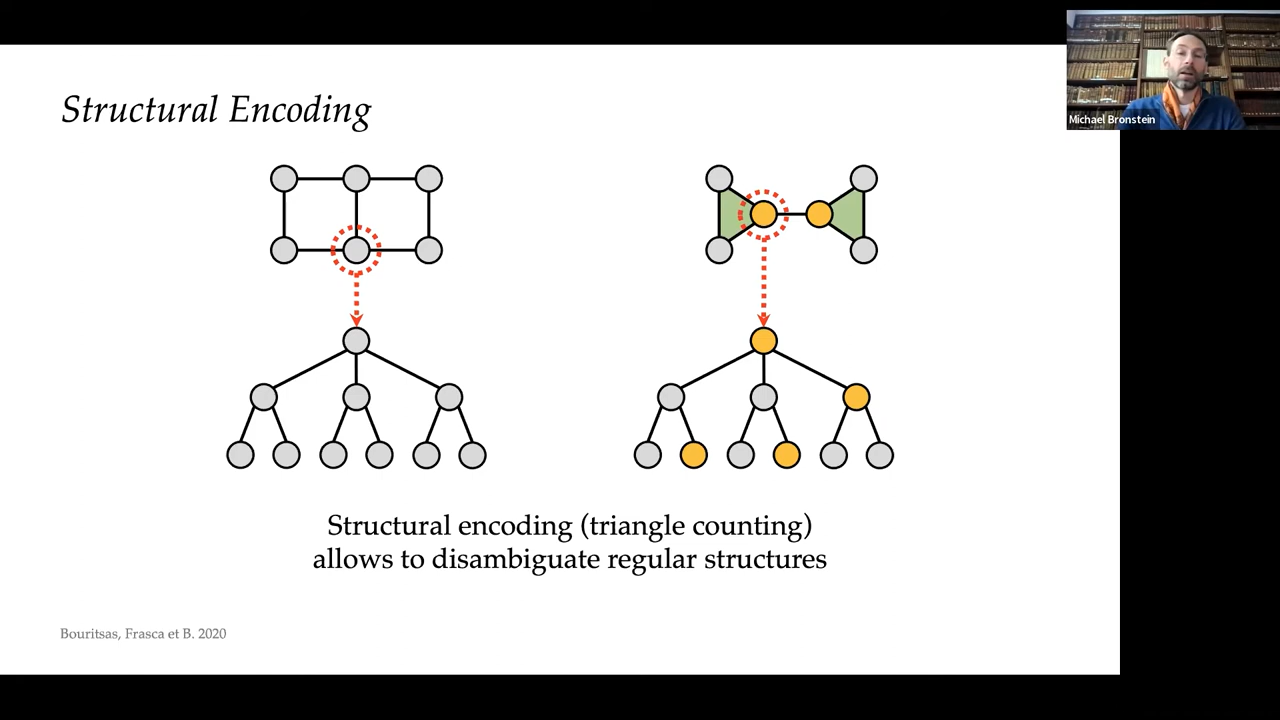 Structural Encoding
Michael Bronstein
Structural encoding (triangle counting)
allows to disambiguate regular structures
Bouritsas, Frasca et B. 2020